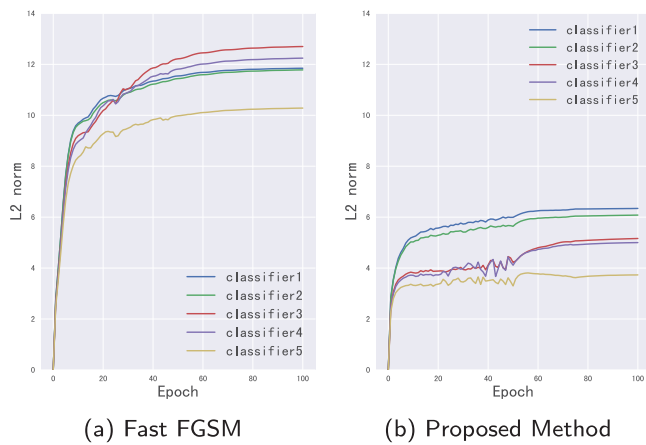 14
12
10
8
6
4
2
0
L2 norm
0
20
40
60
80
100
Epoch
classifier1
classifier2
classifier3
classifier4
classifier5
(a) Fast FGSM
14
12
10
8
6
4
2
0
L2 norm
0
20
40
60
80
100
Epoch
classifier1
classifier2
classifier3
classifier4
classifier5
(b) Proposed Method